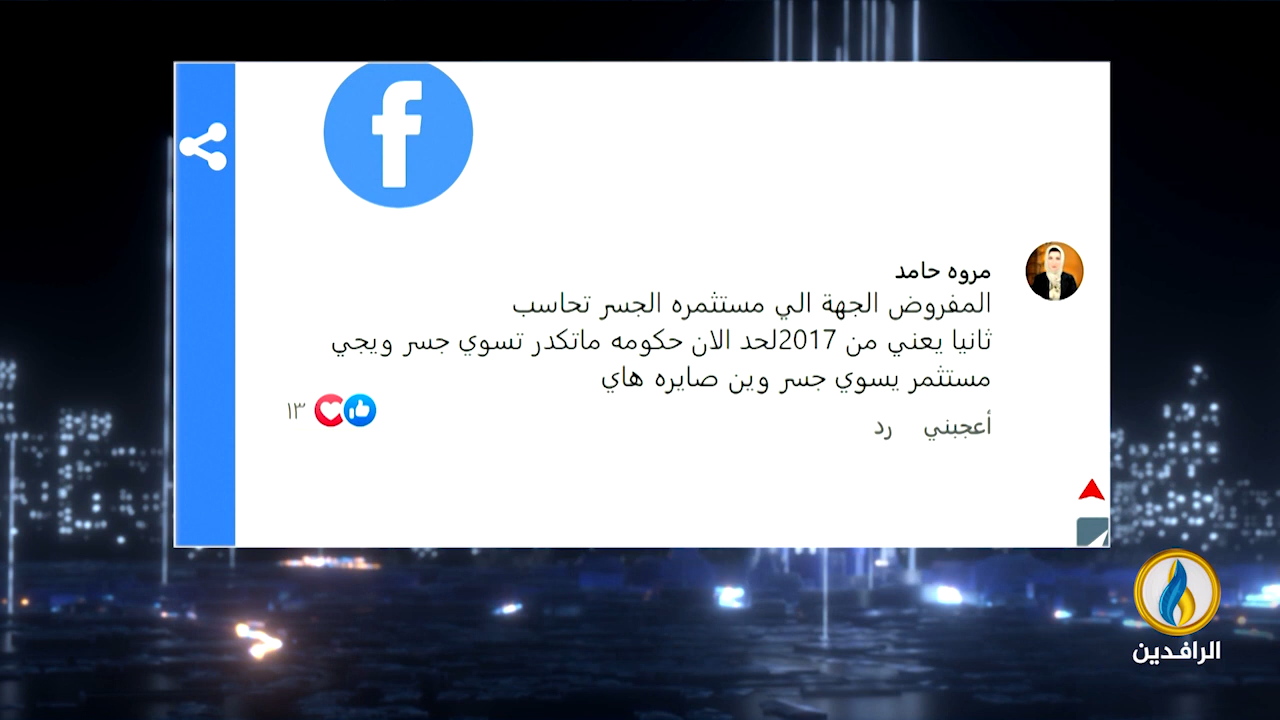 f
مروه حامد
المفروض الجهة الي مستثمره الجسر تحاسب
ثانيا يعني من 2017لحد الان حكومه ماتكدر تسوي جسر ويجي
مستثمر يسوي جسر وين صايره هاي
١٣
أعجبني رد
الرافدين